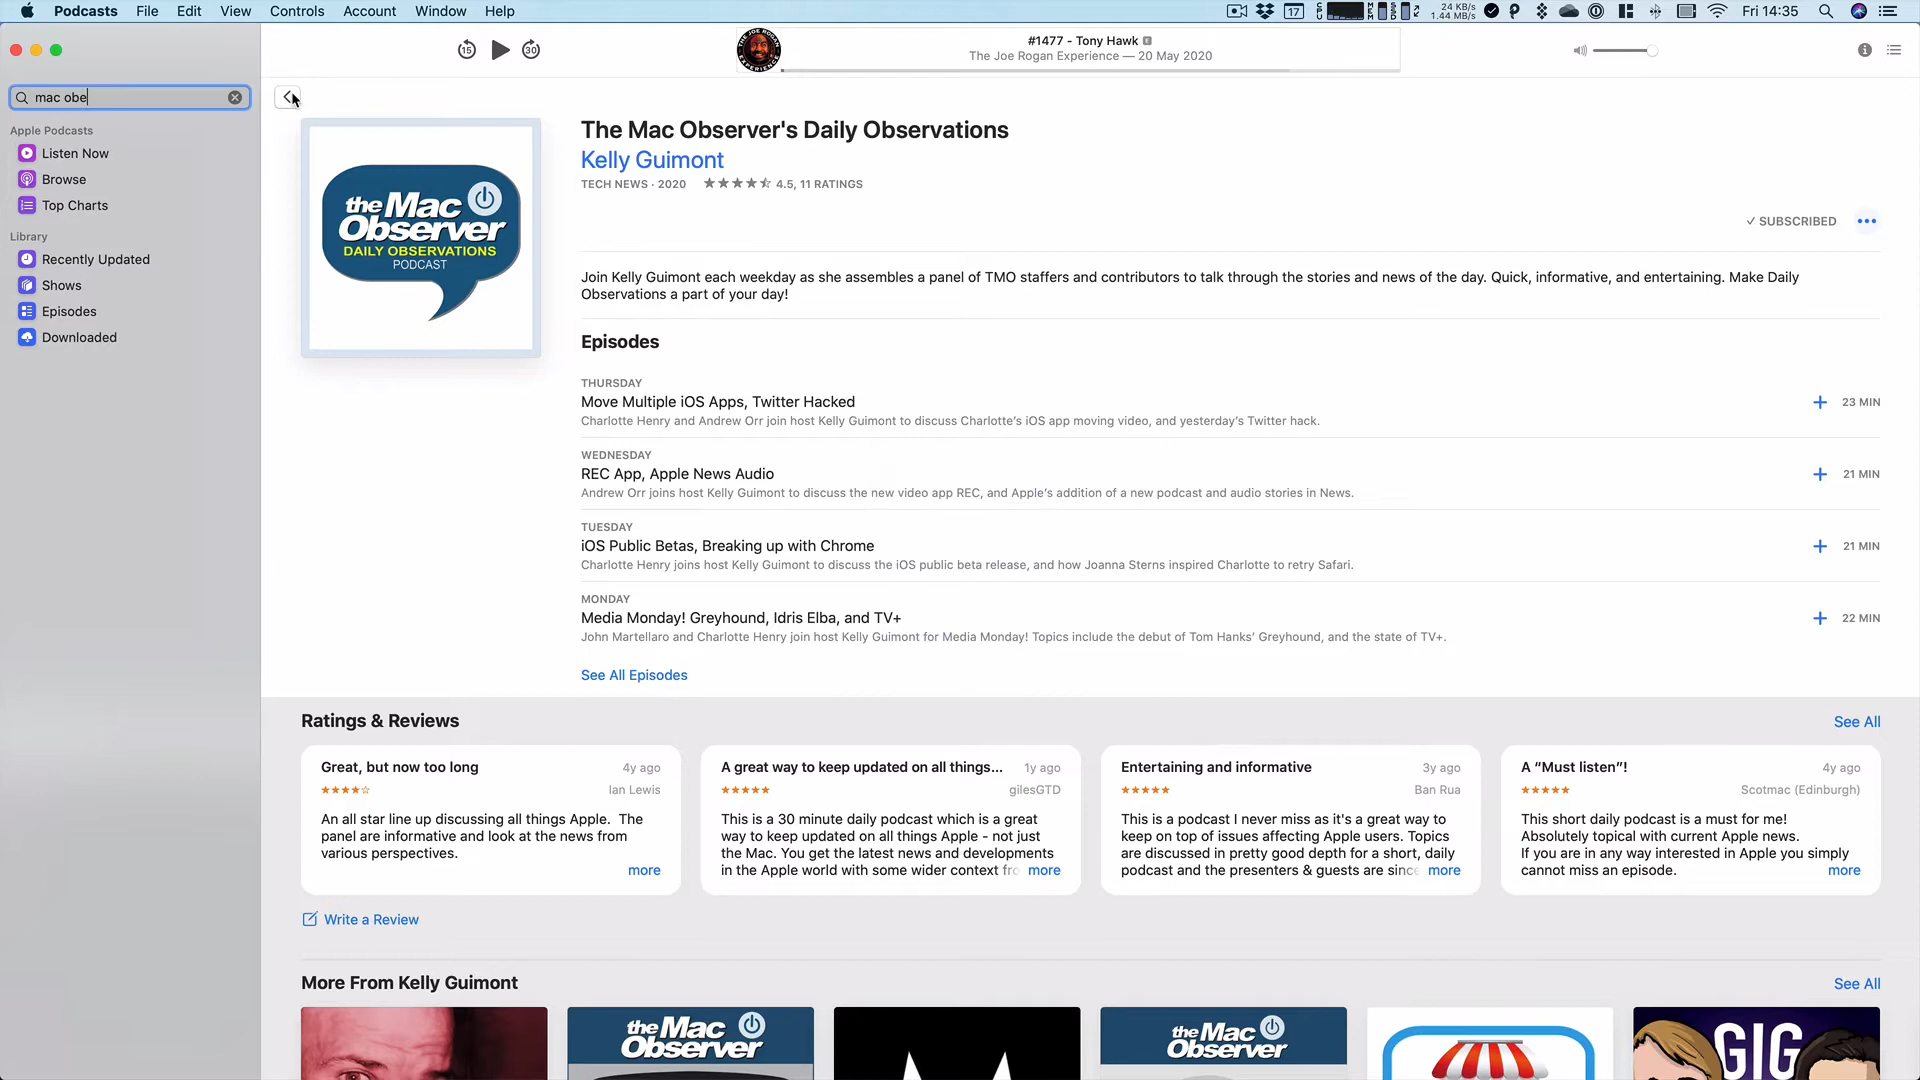 Podcasts File Edit View Controls Account Window Help
24 KB/s
1.44 MB/s
17
Fri 14:35
15
30
#1477 - Tony Hawk E
The Joe Rogan Experience — 20 May 2020
mac obe
Apple Podcasts
Listen Now
Browse
Top Charts
Library
Recently Updated
Shows
Episodes
Downloaded
the Mac
Observer
DAILY OBSERVATIONS
PODCAST
The Mac Observer's Daily Observations
Kelly Guimont
TECH NEWS · 2020 ★★★★⯪ 4.5, 11 RATINGS
✓ SUBSCRIBED •••
Join Kelly Guimont each weekday as she assembles a panel of TMO staffers and contributors to talk through the stories and news of the day. Quick, informative, and entertaining. Make Daily
Observations a part of your day!
Episodes
THURSDAY
Move Multiple iOS Apps, Twitter Hacked
Charlotte Henry and Andrew Orr join host Kelly Guimont to discuss Charlotte's iOS app moving video, and yesterday's Twitter hack.
+ 23 MIN
WEDNESDAY
REC App, Apple News Audio
Andrew Orr joins host Kelly Guimont to discuss the new video app REC, and Apple's addition of a new podcast and audio stories in News.
+ 21 MIN
TUESDAY
iOS Public Betas, Breaking up with Chrome
Charlotte Henry joins host Kelly Guimont to discuss the iOS public beta release, and how Joanna Sterns inspired Charlotte to retry Safari.
+ 21 MIN
MONDAY
Media Monday! Greyhound, Idris Elba, and TV+
John Martellaro and Charlotte Henry join host Kelly Guimont for Media Monday! Topics include the debut of Tom Hanks' Greyhound, and the state of TV+.
+ 22 MIN
See All Episodes
Ratings & Reviews
See All
Great, but now too long 4y ago
★★★★☆ Ian Lewis
An all star line up discussing all things Apple. The
panel are informative and look at the news from
various perspectives.
more
A great way to keep updated on all things... 1y ago
★★★★★ gilesGTD
This is a 30 minute daily podcast which is a great
way to keep updated on all things Apple - not just
the Mac. You get the latest news and developments
in the Apple world with some wider context fro more
Entertaining and informative 3y ago
★★★★★ Ban Rua
This is a podcast I never miss as it's a great way to
keep on top of issues affecting Apple users. Topics
are discussed in pretty good depth for a short, daily
podcast and the presenters & guests are since more
A “Must listen”! 4y ago
★★★★★ Scotmac (Edinburgh)
This short daily podcast is a must for me!
Absolutely topical with current Apple news.
If you are in any way interested in Apple you simply
cannot miss an episode. more
Write a Review
More From Kelly Guimont
See All
the Mac
Observer
the Mac
Observer
GIG